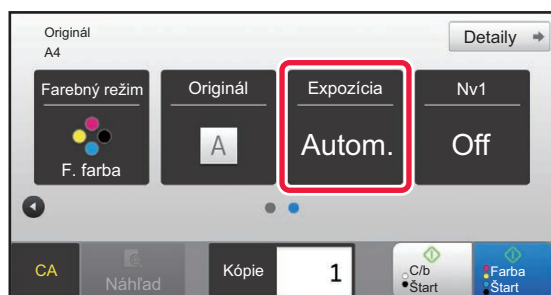 Originál
A4
Detaily
Farebný režim
F. farba
Originál
A
Expozícia
Autom.
Nv1
Off
CA
Náhľad
Kópie
1
C/b
Štart
Farba
Štart